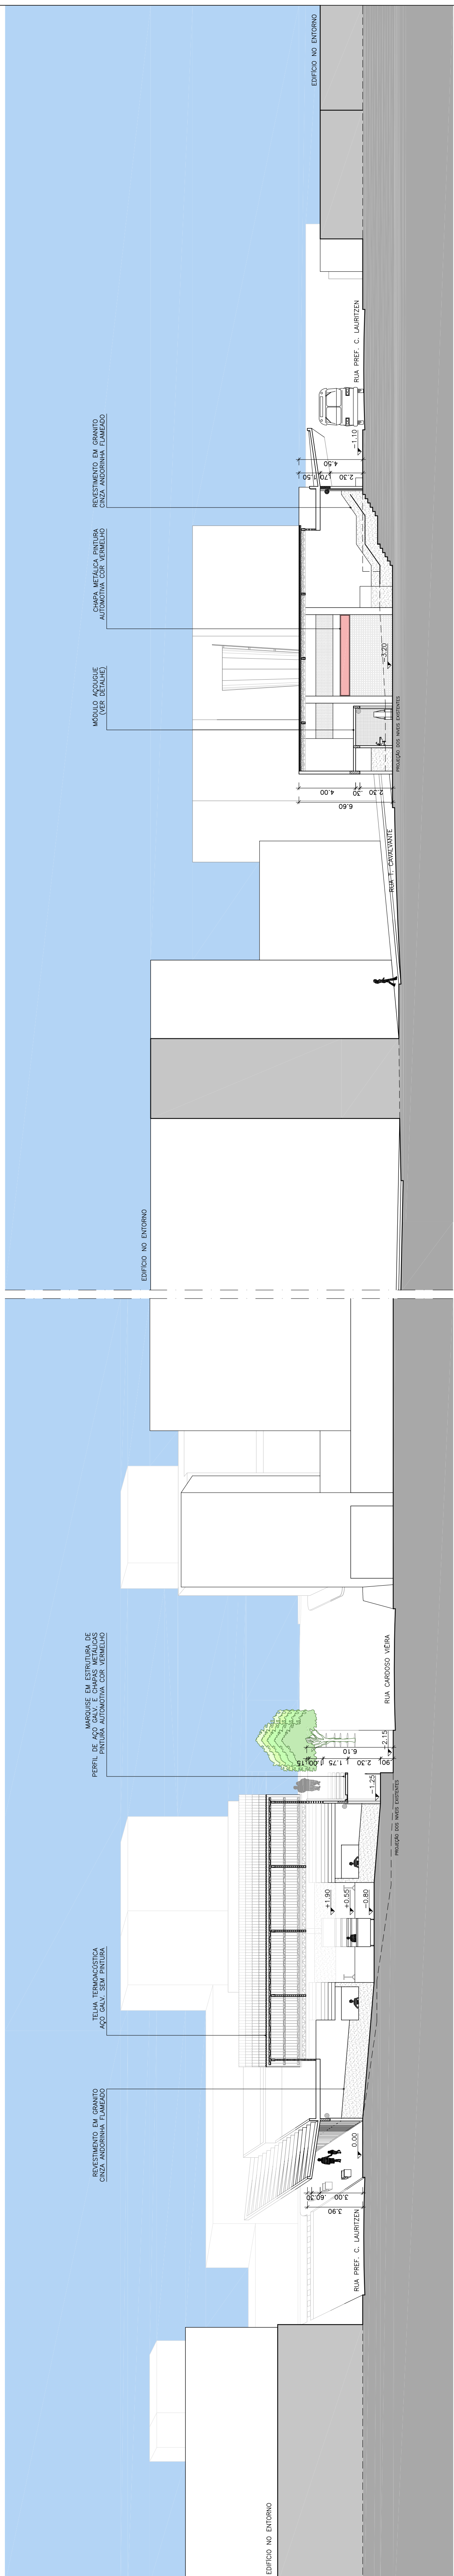 EDIFÍCIO NO ENTORNO
REVESTIMENTO EM GRANITO
CINZA ANDORINHA FLAMEADO
RUA PREF. C. LAURITZEN
3.90
.30
.60
3.00
0.00
TELHA TERMOACÚSTICA
AÇO GALV. SEM PINTURA
+1.90
+0.55
-0.80
MARQUISE EM ESTRUTURA DE
PERFIL DE AÇO GALV. E CHAPAS METÁLICAS
PINTURA AUTOMOTIVA COR VERMELHO
-1.25
PROJEÇÃO DOS NÍVEIS EXISTENTES
.15
1.00
1.75
2.30
.90
6.10
-2.15
RUA CARDOSO VIEIRA
EDIFÍCIO NO ENTORNO
RUA T. CAVALVANTE
6.60
4.00
.30
2.30
MÓDULO AÇOUGUE
(VER DETALHE)
PROJEÇÃO DOS NÍVEIS EXISTENTES
CHAPA METÁLICA PINTURA
AUTOMOTIVA COR VERMELHO
-3.20
REVESTIMENTO EM GRANITO
CINZA ANDORINHA FLAMEADO
1.50
.70
2.30
4.50
-1.10
RUA PREF. C. LAURITZEN
EDIFÍCIO NO ENTORNO